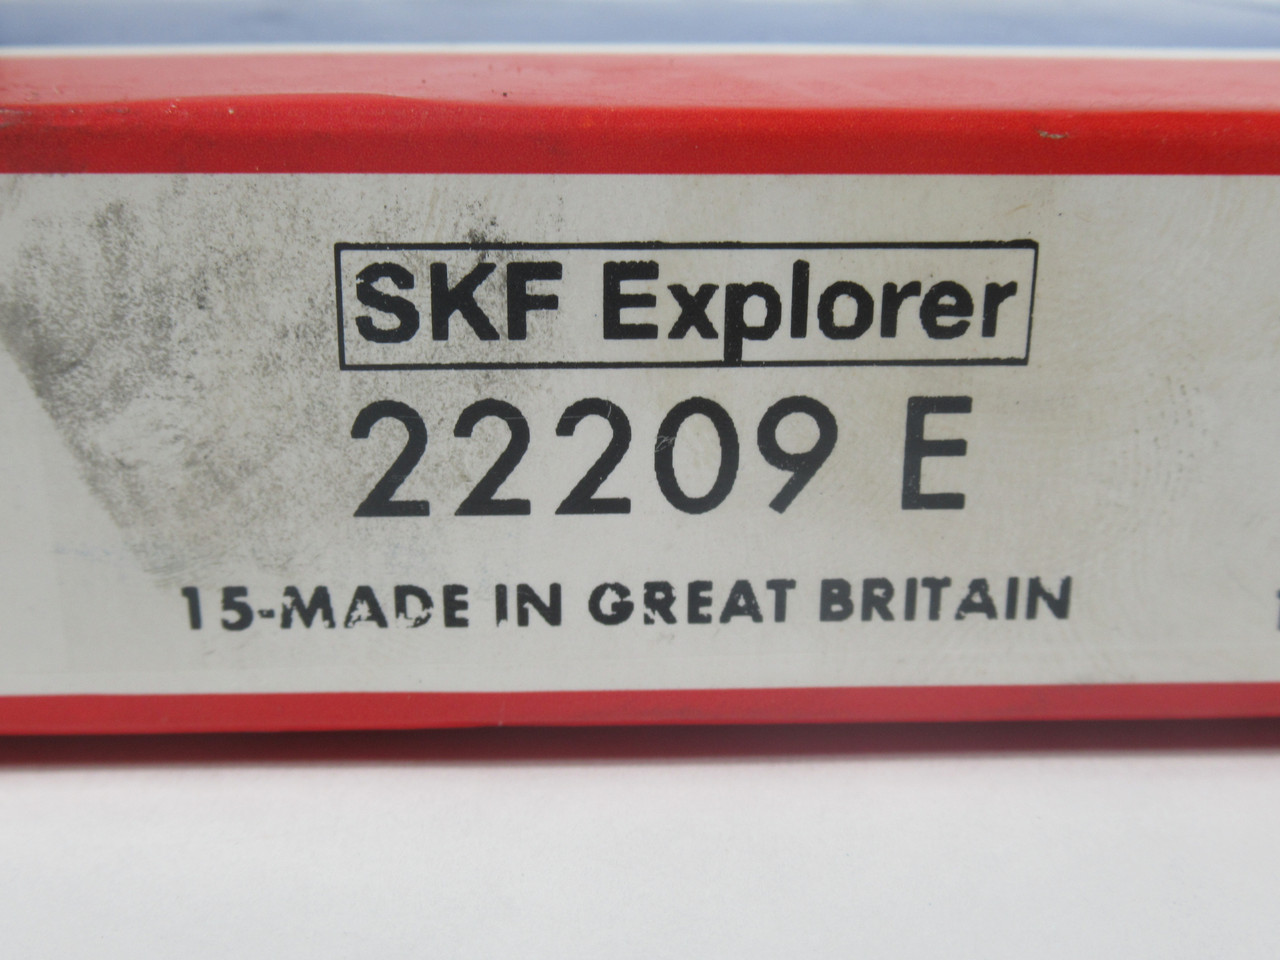 SKF Explorer
22209 E
15-MADE IN GREAT BRITAIN